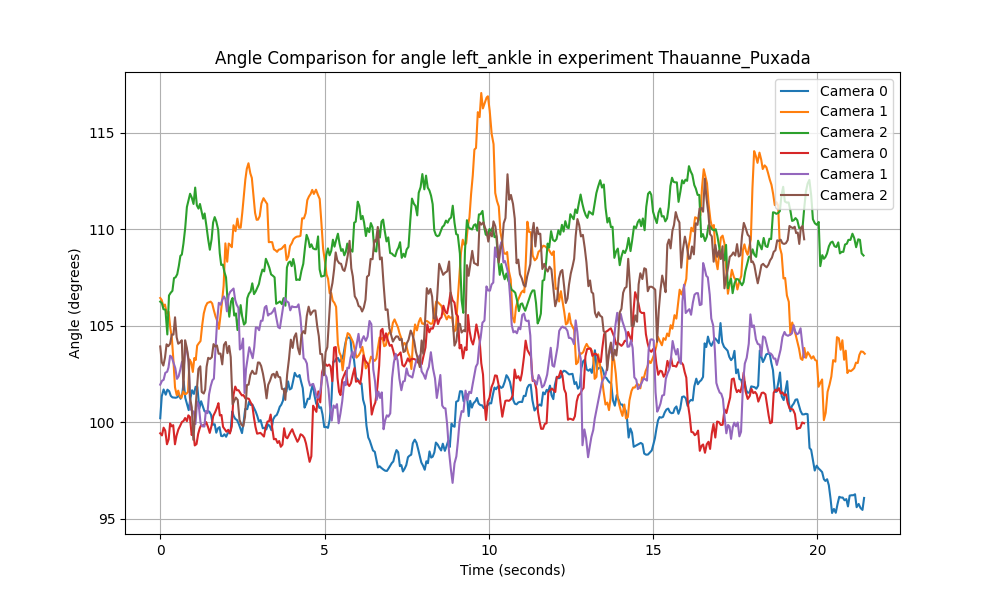 Angle Comparison for angle left_ankle in experiment Thauanne_Puxada
Camera 0
Camera 1
Camera 2
Camera 0
Camera 1
Camera 2
115
110
105
100
95
Angle (degrees)
0 5 10 15 20
Time (seconds)